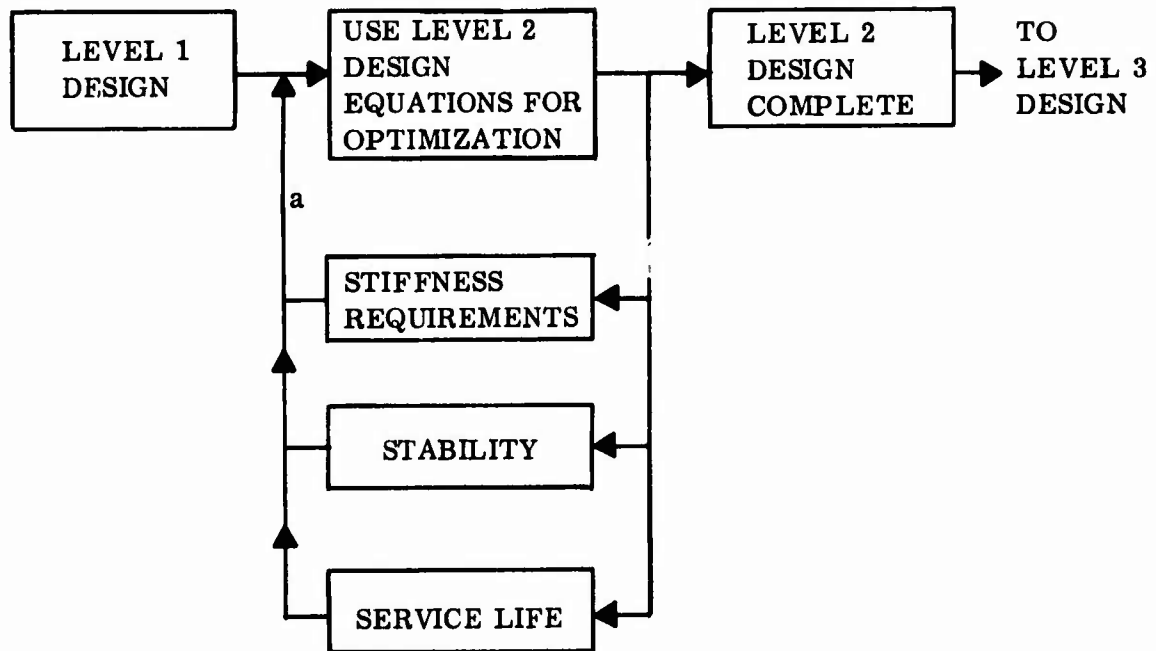 LEVEL 1
DESIGN
USE LEVEL 2
DESIGN
EQUATIONS FOR
OPTIMIZATION
LEVEL 2
DESIGN
COMPLETE
TO
LEVEL 3
DESIGN
a
STIFFNESS
REQUIREMENTS
STABILITY
SERVICE LIFE